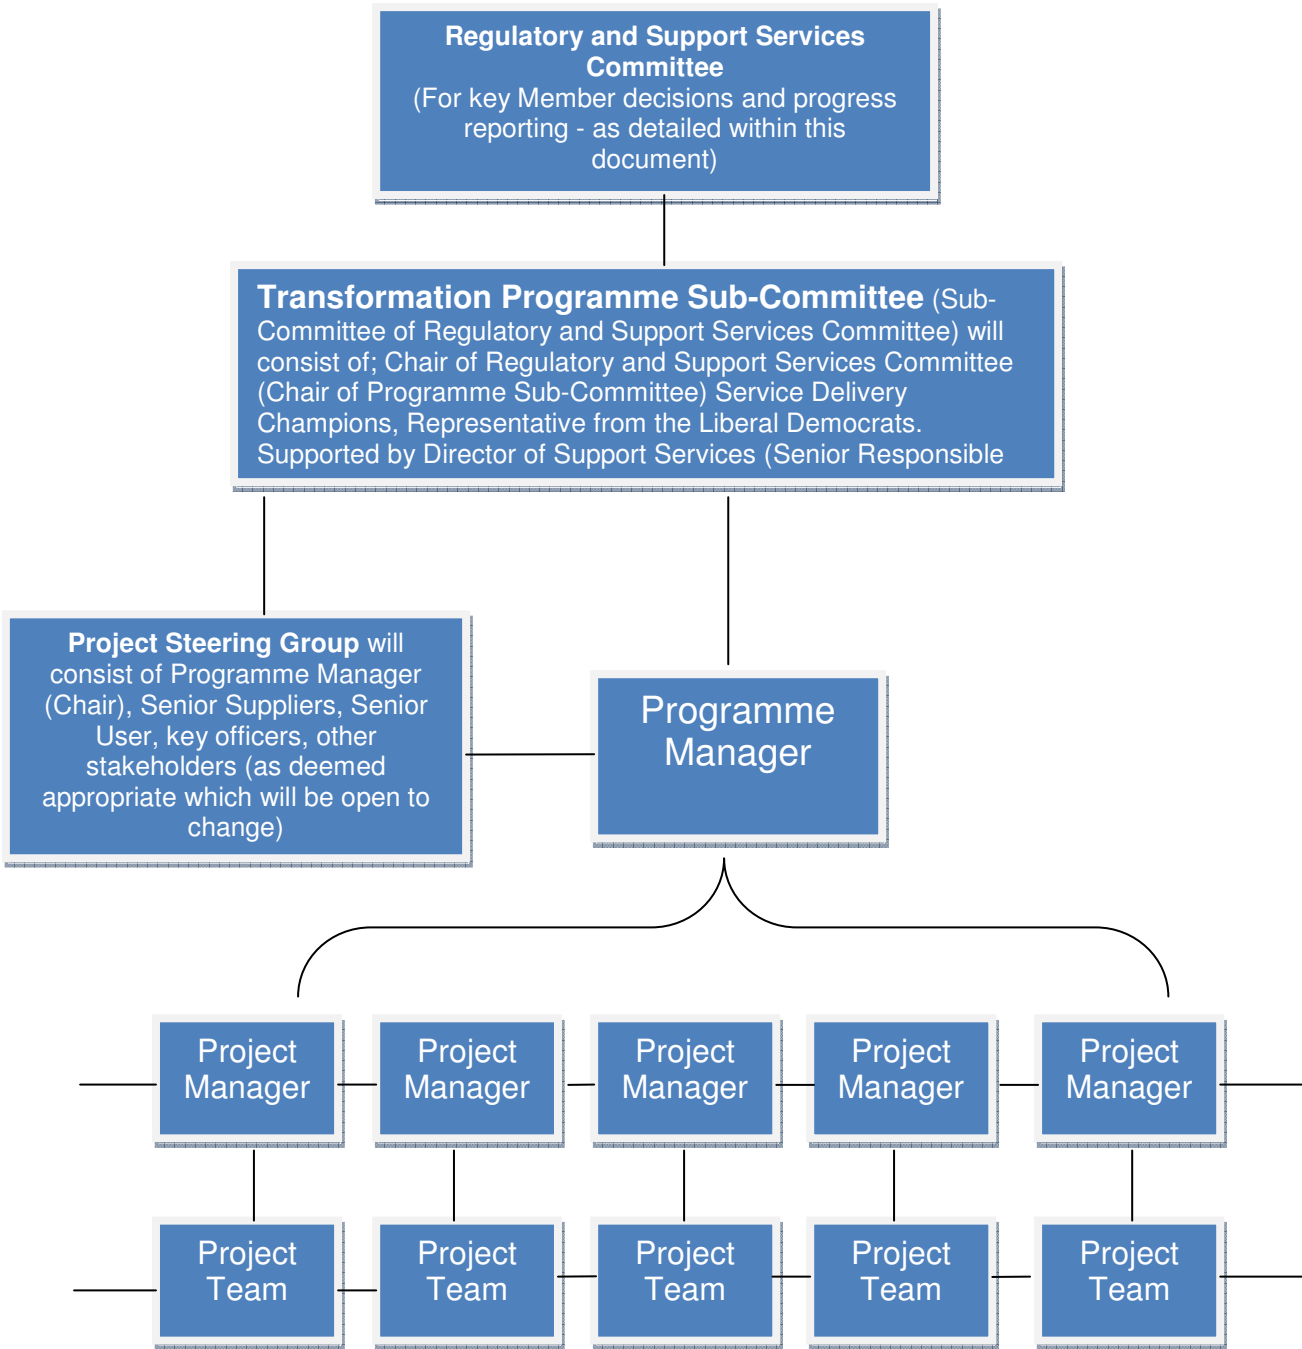 Regulatory and Support Services
Committee
(For key Member decisions and progress
reporting - as detailed within this
document)
Transformation Programme Sub-Committee (Sub-
Committee of Regulatory and Support Services Committee) will
consist of; Chair of Regulatory and Support Services Committee
(Chair of Programme Sub-Committee) Service Delivery
Champions, Representative from the Liberal Democrats.
Supported by Director of Support Services (Senior Responsible
Project Steering Group will
consist of Programme Manager
(Chair), Senior Suppliers, Senior
User, key officers, other
stakeholders (as deemed
appropriate which will be open to
change)
Programme
Manager
Project
Manager
Project
Manager
Project
Manager
Project
Manager
Project
Manager
Project
Team
Project
Team
Project
Team
Project
Team
Project
Team